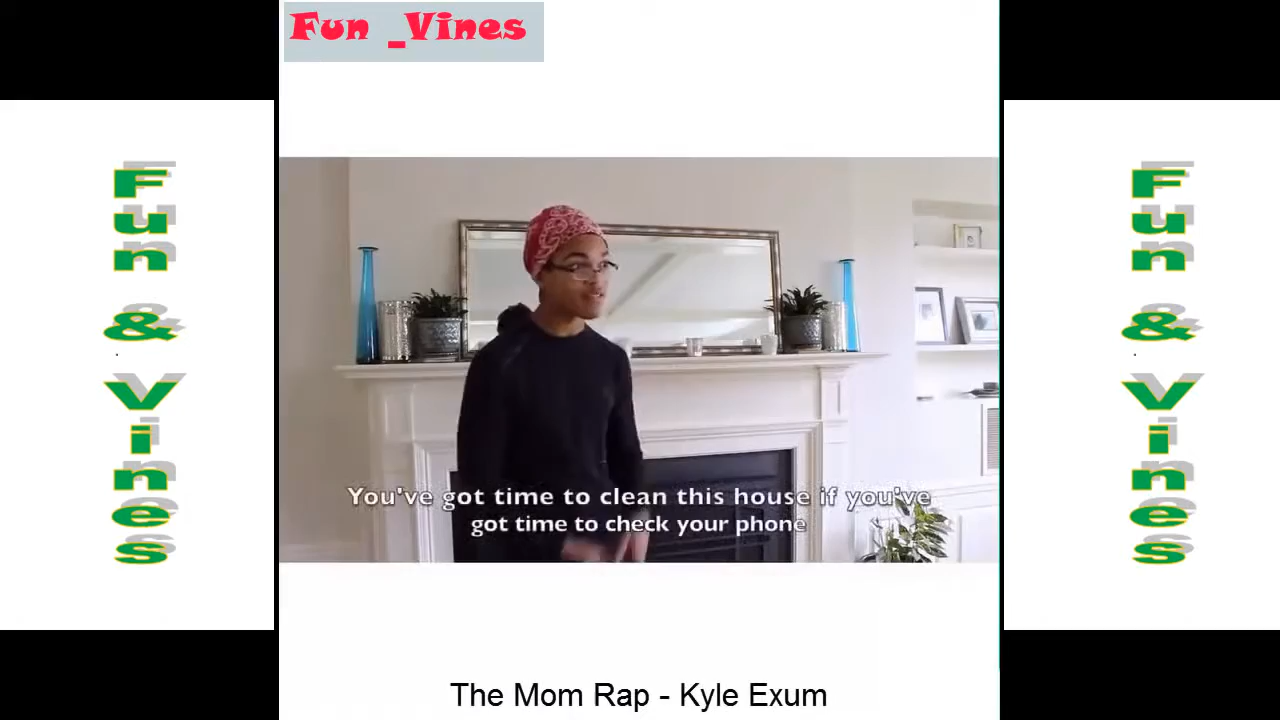 Fun _Vines
Fun & Vines
You've got time to clean this house if you've
got time to check your phone
Fun & Vines
The Mom Rap - Kyle Exum